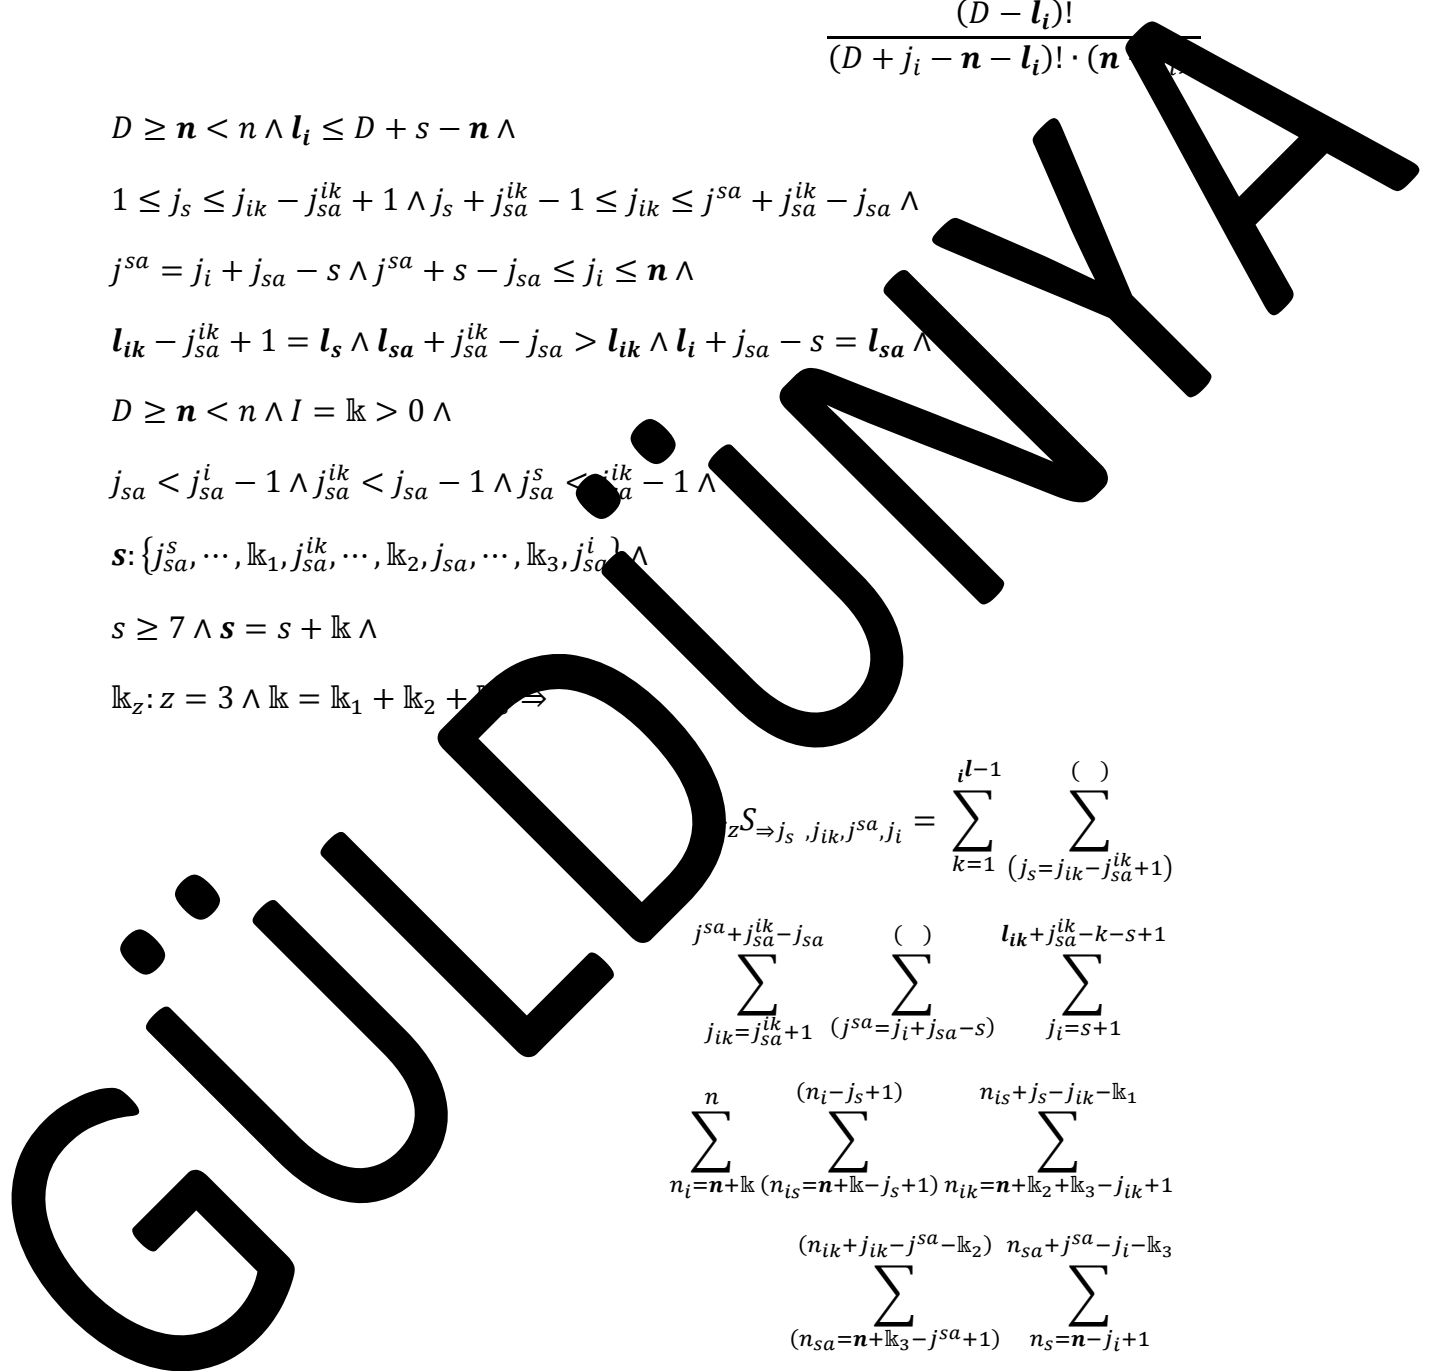 (D − l_i)!
(D + j_i − n − l_i)! · (n
D ≥ n < n ∧ l_i ≤ D + s − n ∧
1 ≤ j_s ≤ j_ik − j_sa^ik + 1 ∧ j_s + j_sa^ik − 1 ≤ j_ik ≤ j^sa + j_sa^ik − j_sa ∧
j^sa = j_i + j_sa − s ∧ j^sa + s − j_sa ≤ j_i ≤ n ∧
l_ik − j_sa^ik + 1 = l_s ∧ l_sa + j_sa^ik − j_sa > l_ik ∧ l_i + j_sa − s = l_sa ∧
D ≥ n < n ∧ I = 𝕜 > 0 ∧
j_sa < j_sa^i − 1 ∧ j_sa^ik < j_sa − 1 ∧ j_sa^s < j_sa^ik − 1 ∧
s: {j_sa^s, ⋯ , 𝕜_1, j_sa^ik, ⋯ , 𝕜_2, j_sa, ⋯ , 𝕜_3, j_sa^i} ∧
s ≥ 7 ∧ s = s + 𝕜 ∧
𝕜_z: z = 3 ∧ 𝕜 = 𝕜_1 + 𝕜_2 + ⇒
_z S_⇒j_s ,j_ik,j^sa,j_i = ∑_{k=1}^{_i l−1} ∑_{(j_s=j_ik−j_sa^ik+1)}^{( )}
∑_{j_ik=j_sa^ik+1}^{j^sa+j_sa^ik−j_sa} ∑_{(j^sa=j_i+j_sa−s)}^{( )} ∑_{j_i=s+1}^{l_ik+j_sa^ik−k−s+1}
∑_{n_i=n+𝕜}^{n} ∑_{(n_is=n+𝕜−j_s+1)}^{(n_i−j_s+1)} ∑_{n_ik=n+𝕜_2+𝕜_3−j_ik+1}^{n_is+j_s−j_ik−𝕜_1}
∑_{(n_sa=n+𝕜_3−j^sa+1)}^{(n_ik+j_ik−j^sa−𝕜_2)} ∑_{n_s=n−j_i+1}^{n_sa+j^sa−j_i−𝕜_3}
GÜLDÜNYA